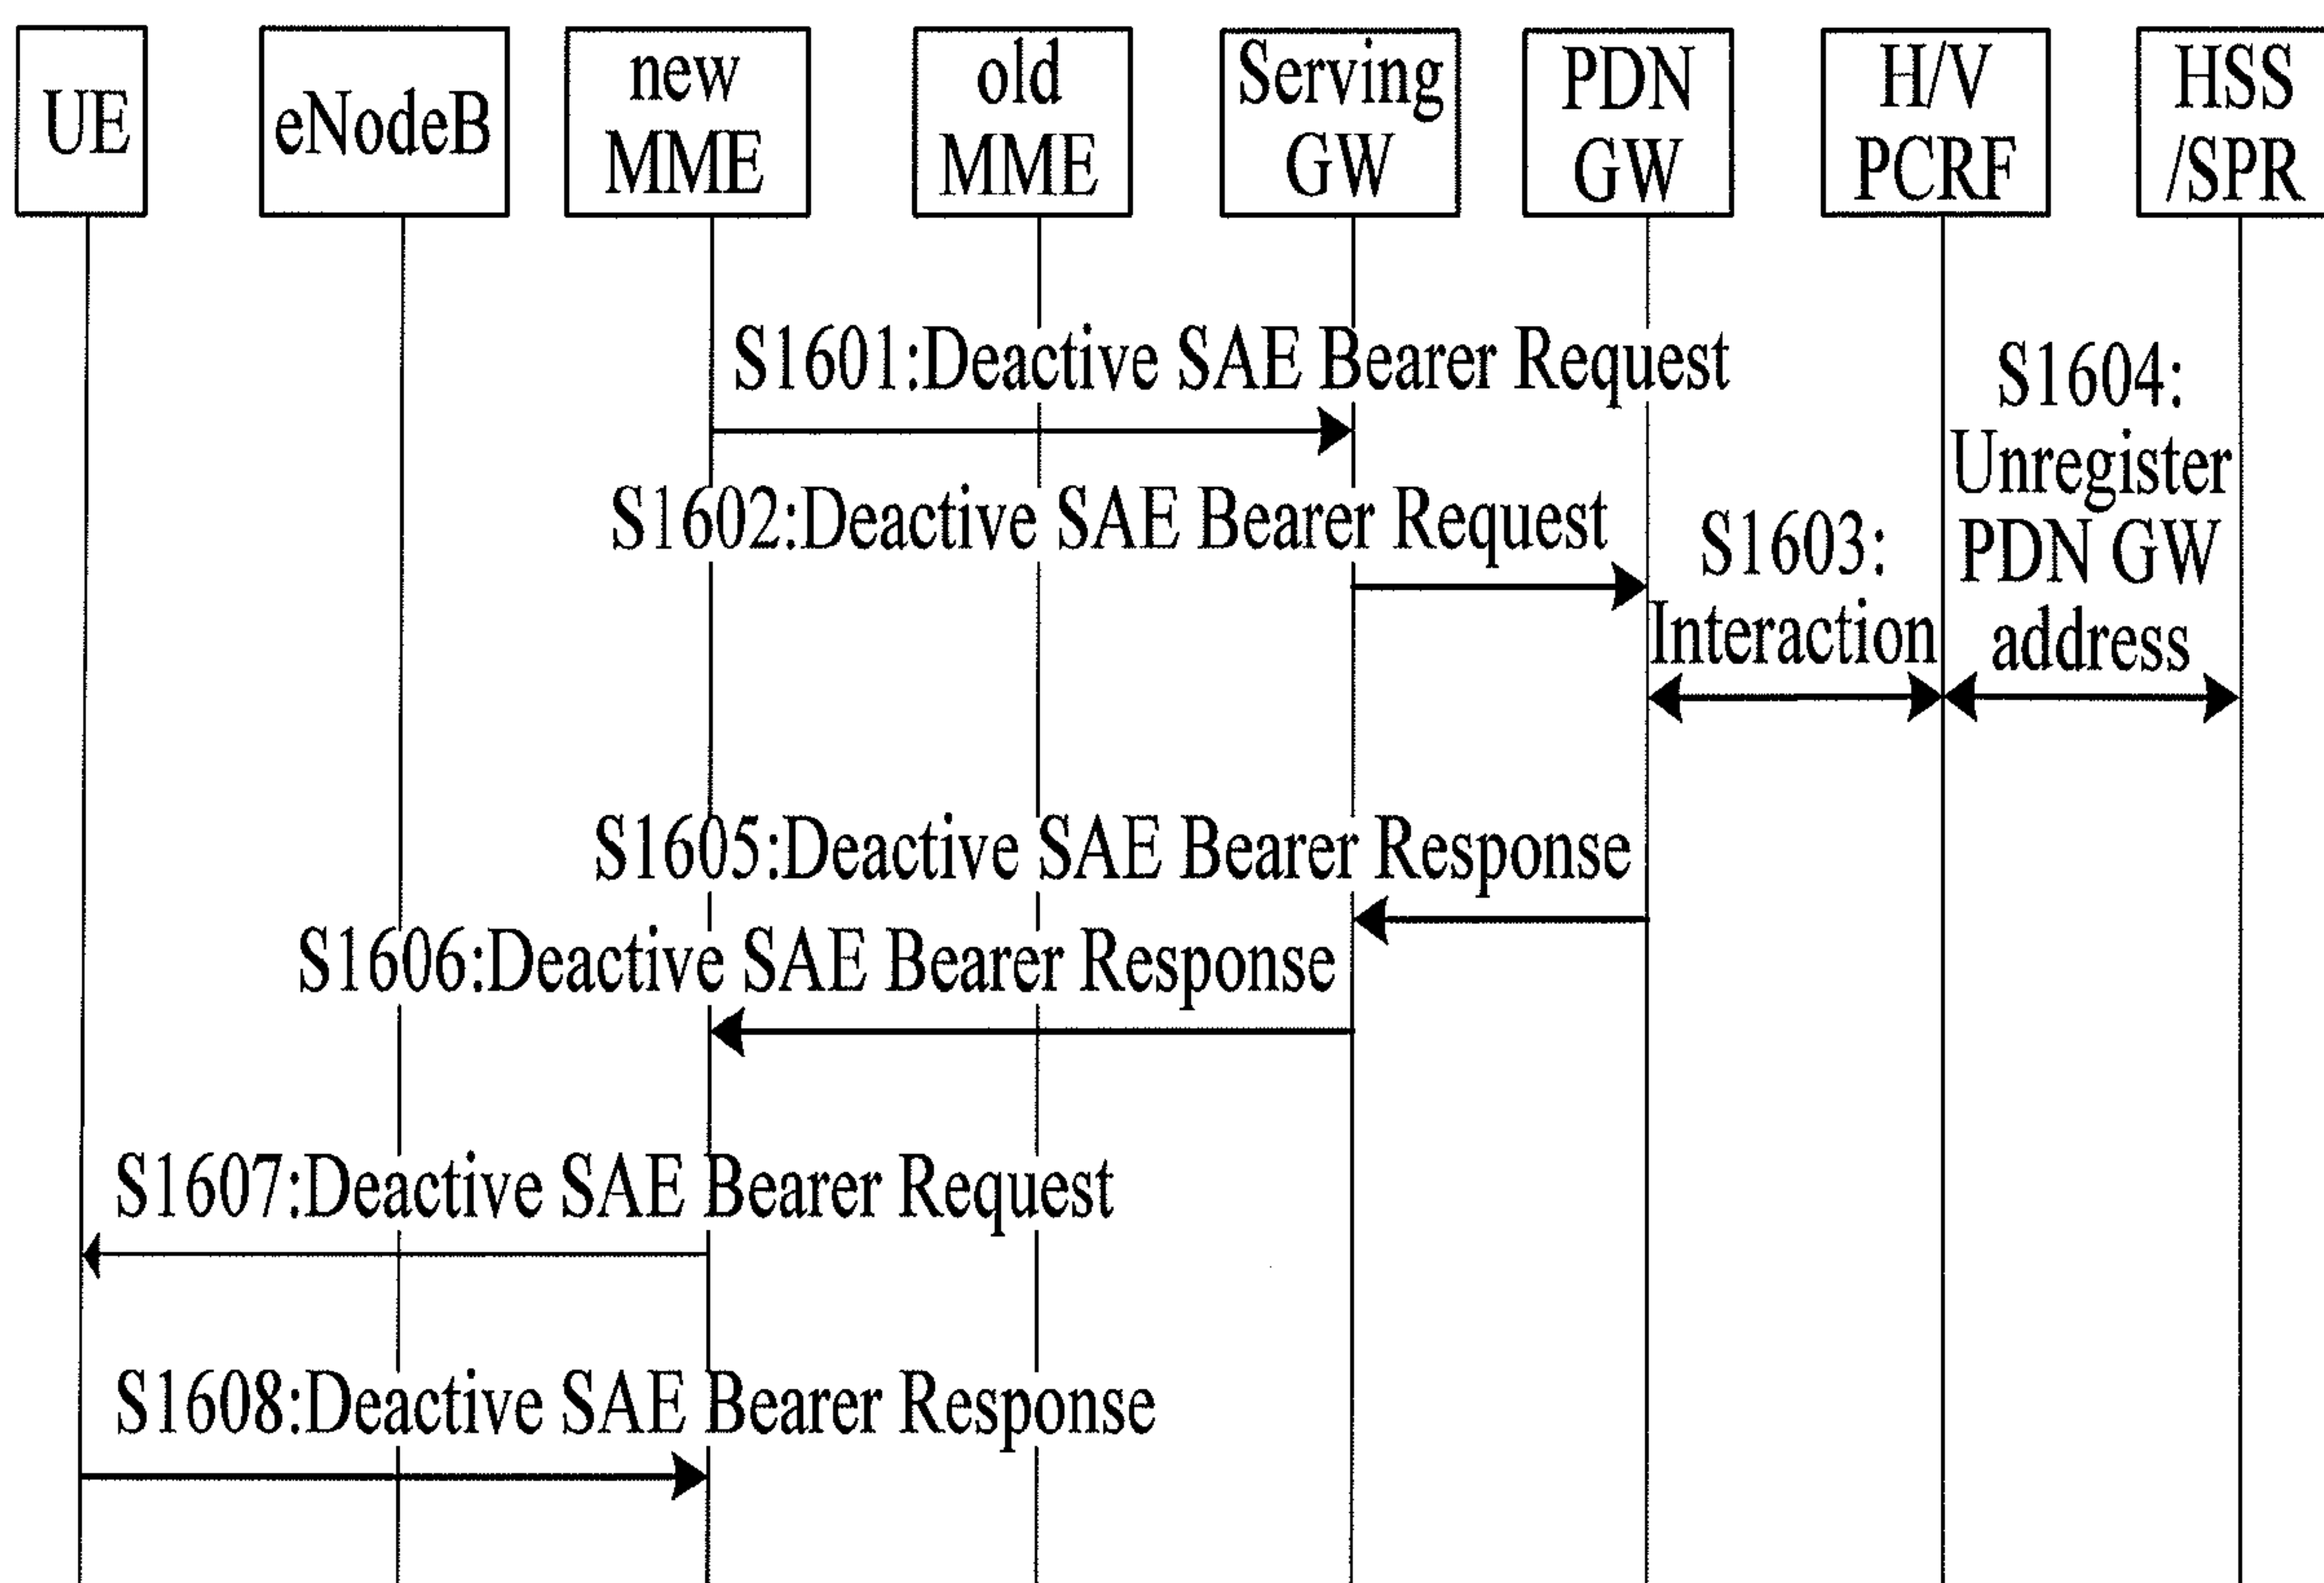 UE
eNodeB
new
MME
old
MME
Serving
GW
PDN
GW
H/V
PCRF
HSS
/SPR
S1601:Deactive SAE Bearer Request
S1602:Deactive SAE Bearer Request
S1603:
Interaction
S1604:
Unregister
PDN GW
address
S1605:Deactive SAE Bearer Response
S1606:Deactive SAE Bearer Response
S1607:Deactive SAE Bearer Request
S1608:Deactive SAE Bearer Response